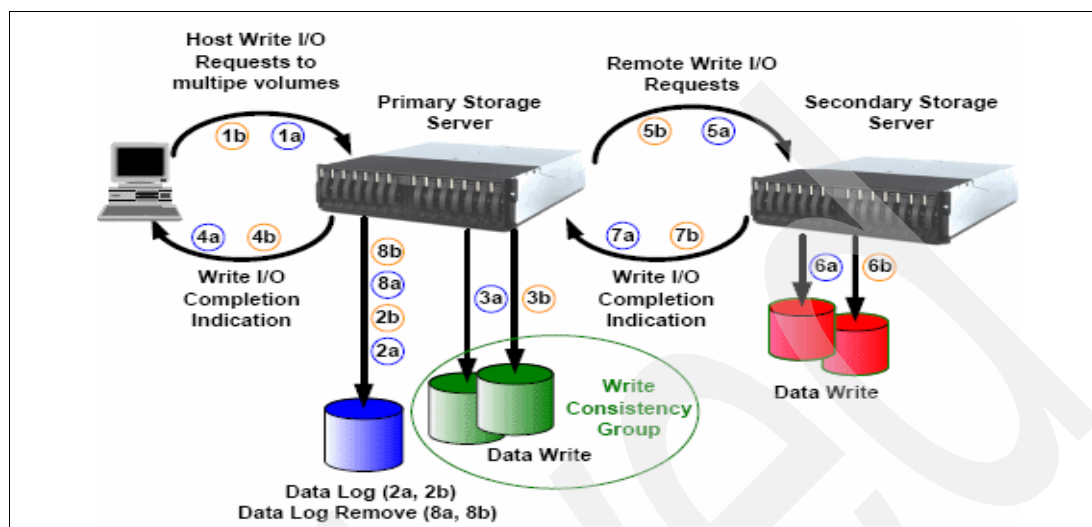 Host Write I/O
Requests to
multipe volumes
1b 1a
Primary Storage
Server
Remote Write I/O
Requests
5b 5a
Secondary Storage
Server
4a 4b
Write I/O
Completion
Indication
8b
8a
2b
2a
3a 3b
7a 7b
Write I/O
Completion
Indication
6a 6b
Data Write
Write
Consistency
Group
Data Write
Data Log (2a, 2b)
Data Log Remove (8a, 8b)